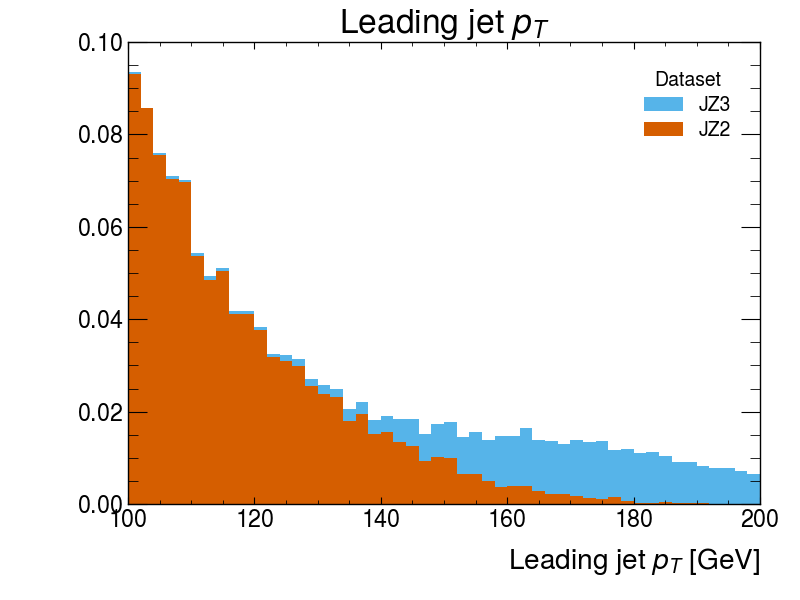 Leading jet p_T
0.10
0.08
0.06
0.04
0.02
0.00
Dataset
JZ3
JZ2
100 120 140 160 180 200
Leading jet p_T [GeV]